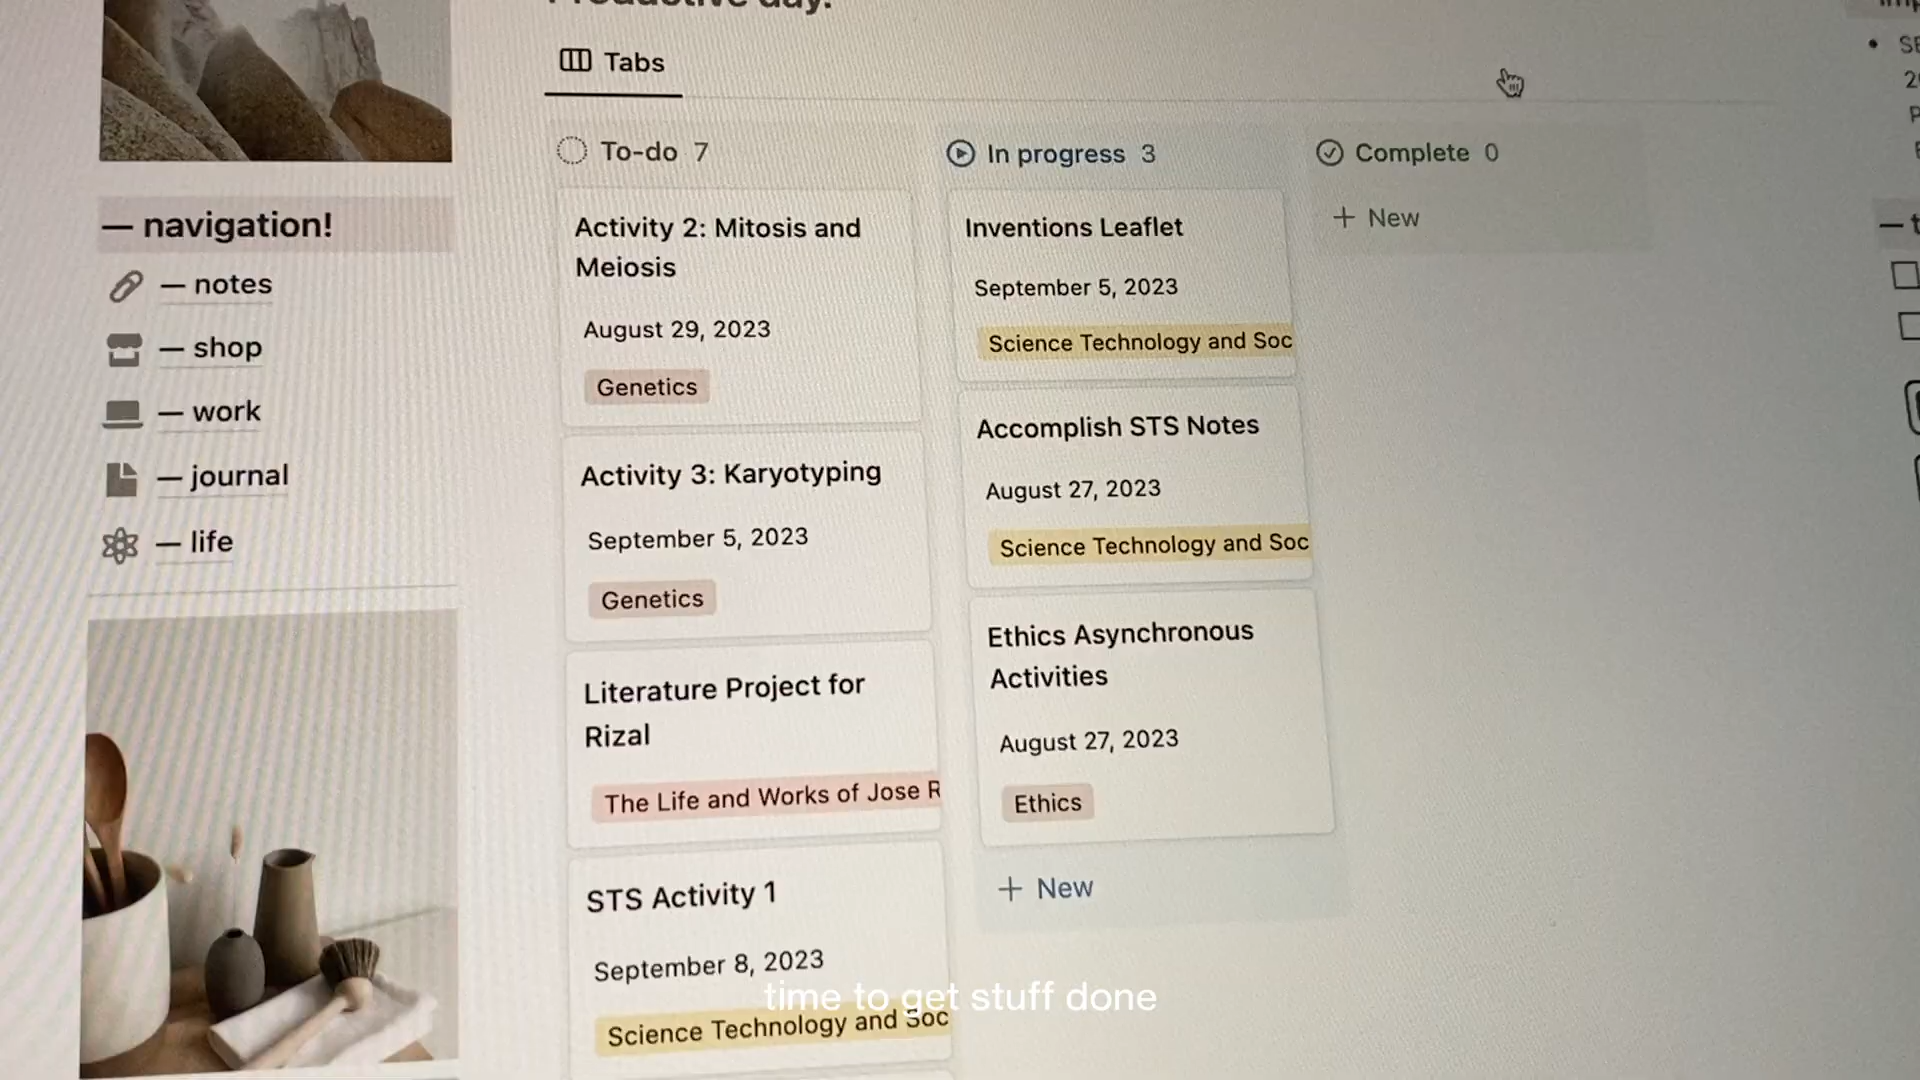 Productive day.
Tabs
— navigation!
— notes
— shop
— work
— journal
— life
To-do 7
Activity 2: Mitosis and
Meiosis
August 29, 2023
Genetics
Activity 3: Karyotyping
September 5, 2023
Genetics
Literature Project for
Rizal
The Life and Works of Jose R
STS Activity 1
September 8, 2023
Science Technology and Soc
In progress 3
Inventions Leaflet
September 5, 2023
Science Technology and Soc
Accomplish STS Notes
August 27, 2023
Science Technology and Soc
Ethics Asynchronous
Activities
August 27, 2023
Ethics
+ New
Complete 0
+ New
time to get stuff done